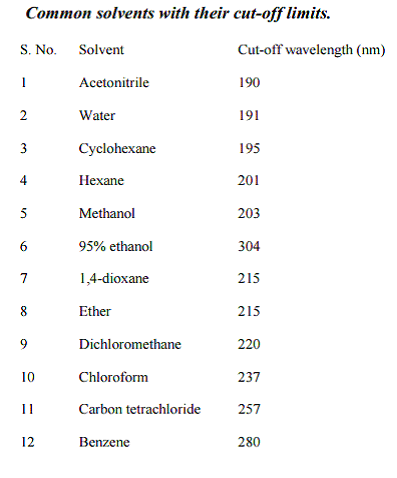 Common solvents with their cut-off limits.
S. No. Solvent Cut-off wavelength (nm)
1 Acetonitrile 190
2 Water 191
3 Cyclohexane 195
4 Hexane 201
5 Methanol 203
6 95% ethanol 304
7 1,4-dioxane 215
8 Ether 215
9 Dichloromethane 220
10 Chloroform 237
11 Carbon tetrachloride 257
12 Benzene 280